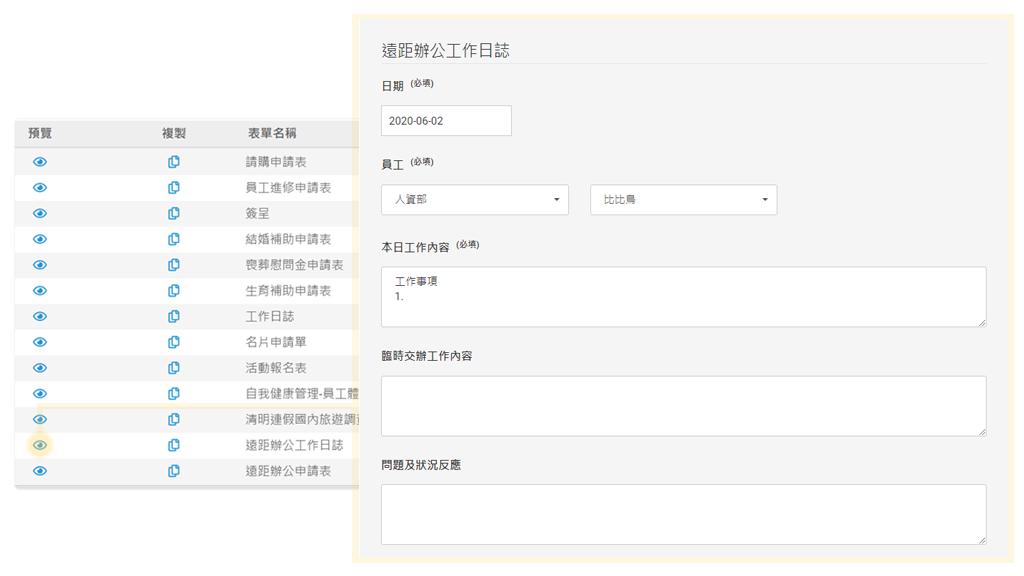 預覽 複製 表單名稱
請購申請表
員工進修申請表
簽呈
結婚補助申請表
喪葬慰問金申請表
生育補助申請表
工作日誌
名片申請單
活動報名表
自我健康管理-員工體
清明連假國內旅遊調
遠距辦公工作日誌
遠距辦公申請表
遠距辦公工作日誌
日期 (必填)
2020-06-02
員工 (必填)
人資部 比比鳥
本日工作內容 (必填)
工作事項
1.
臨時交辦工作內容
問題及狀況反應